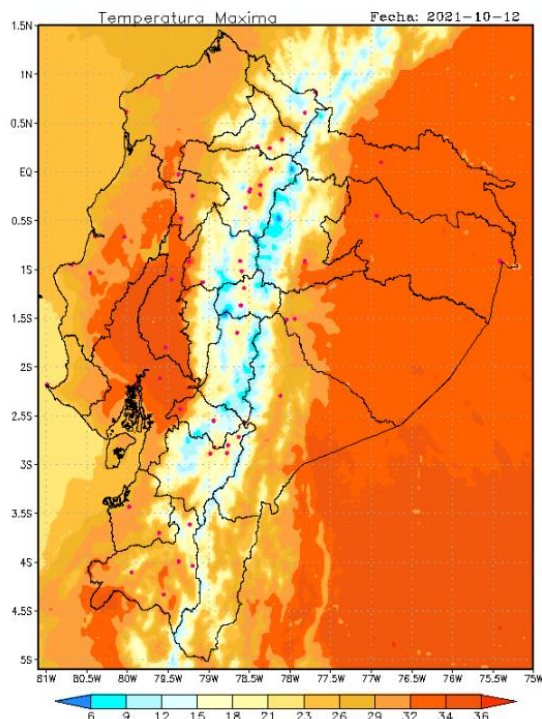 Temperatura Maxima
Fecha: 2021-10-12
1.5N
1N
0.5N
EQ
0.5S
1S
1.5S
2S
2.5S
3S
3.5S
4S
4.5S
5S
81W 80.5W 80W 79.5W 79W 78.5W 78W 77.5W 77W 76.5W 76W 75.5W 75W
6 9 12 15 18 21 23 26 29 32 34 36